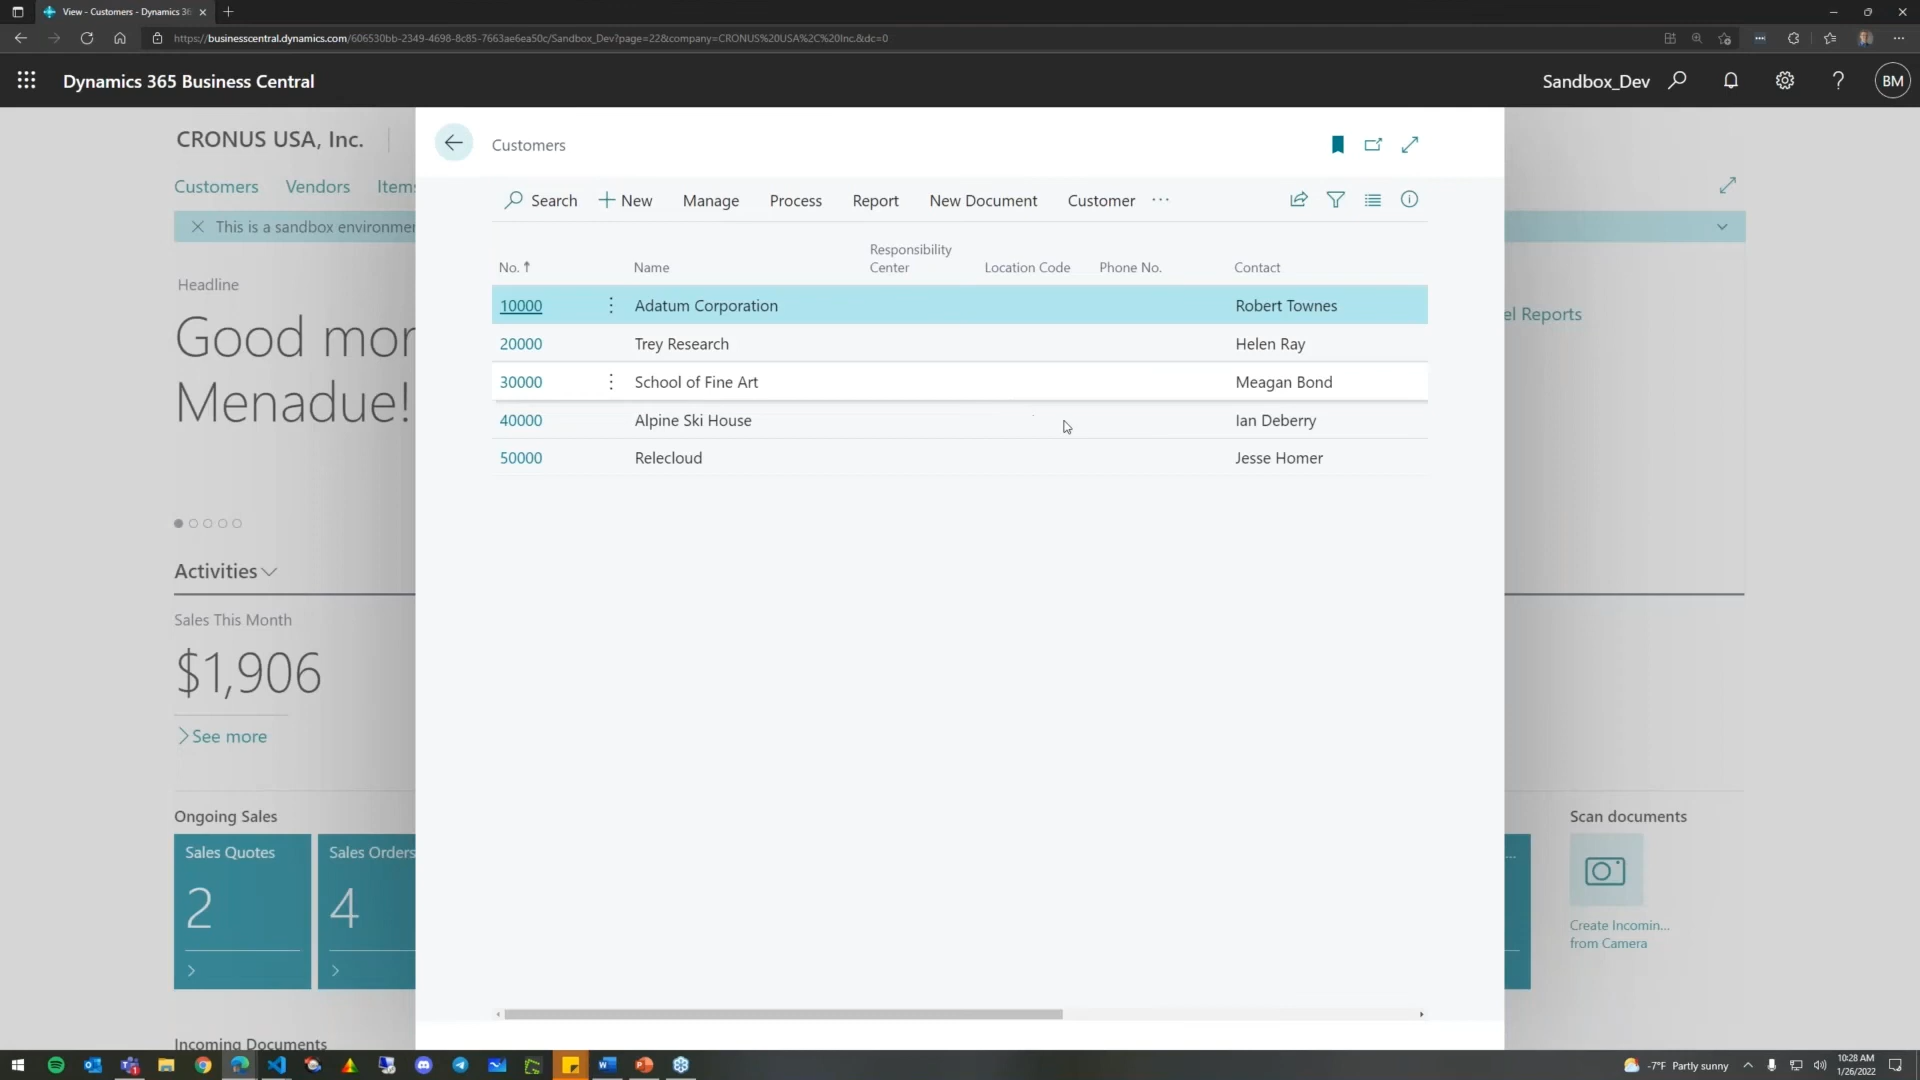 View - Customers - Dynamics 36
https://businesscentral.dynamics.com/606530bb-2349-4698-8c85-7663ae6ea50c/Sandbox_Dev?page=22&company=CRONUS%20USA%2C%20Inc.&dc=0
Dynamics 365 Business Central
Sandbox_Dev
BM
CRONUS USA, Inc.
Customers
Customers Vendors Items
Search
New
Manage
Process
Report
New Document
Customer
This is a sandbox environmen
No.
Name
Responsibility
Center
Location Code
Phone No.
Contact
10000 Adatum Corporation Robert Townes
20000 Trey Research Helen Ray
30000 School of Fine Art Meagan Bond
40000 Alpine Ski House Ian Deberry
50000 Relecloud Jesse Homer
Headline
Good mor
Menadue!
el Reports
Activities
Sales This Month
$1,906
See more
Ongoing Sales
Sales Quotes
2
Sales Orders
4
Scan documents
Create Incomin...
from Camera
Incoming Documents
-7°F Partly sunny
10:28 AM
1/26/2022